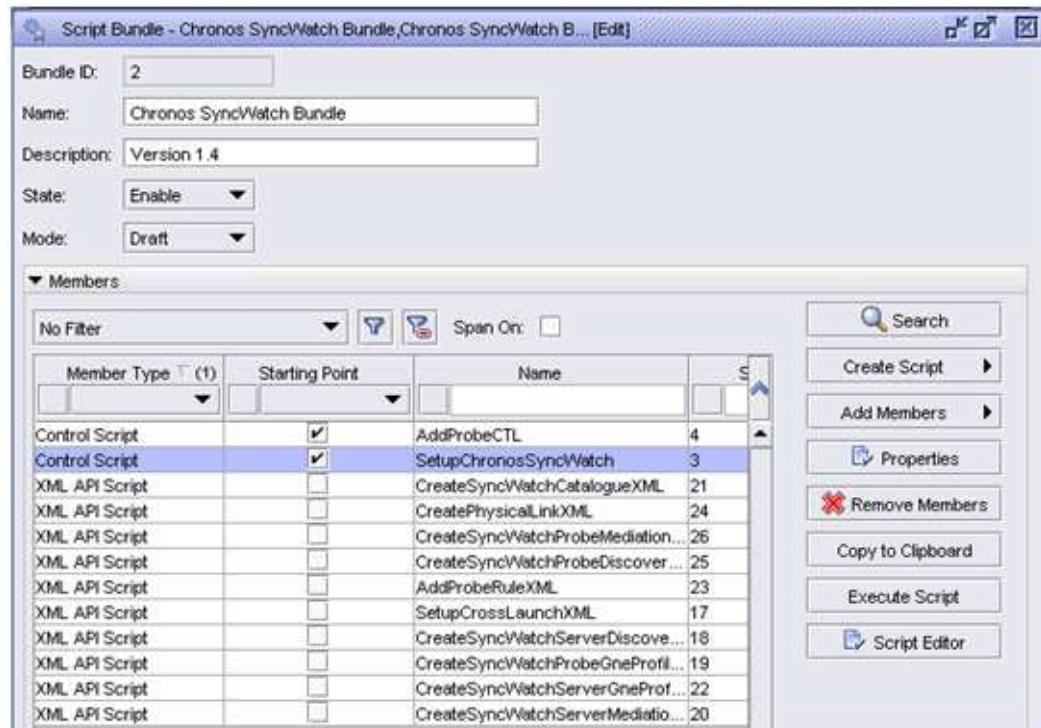 Script Bundle - Chronos SyncWatch Bundle,Chronos SyncWatch B... [Edit]
Bundle ID: 2
Name: Chronos SyncWatch Bundle
Description: Version 1.4
State: Enable
Mode: Draft
Members
No Filter Span On:
Search
Create Script
Add Members
Properties
Remove Members
Copy to Clipboard
Execute Script
Script Editor
Member Type (1) Starting Point Name S
Control Script AddProbeCTL 4
Control Script SetupChronosSyncWatch 3
XML API Script CreateSyncWatchCatalogueXML 21
XML API Script CreatePhysicalLinkXML 24
XML API Script CreateSyncWatchProbeMediation... 26
XML API Script CreateSyncWatchProbeDiscover... 25
XML API Script AddProbeRuleXML 23
XML API Script SetupCrossLaunchXML 17
XML API Script CreateSyncWatchServerDiscove... 18
XML API Script CreateSyncWatchProbeGneProfil... 19
XML API Script CreateSyncWatchServerGneProf... 22
XML API Script CreateSyncWatchServerMediatio... 20